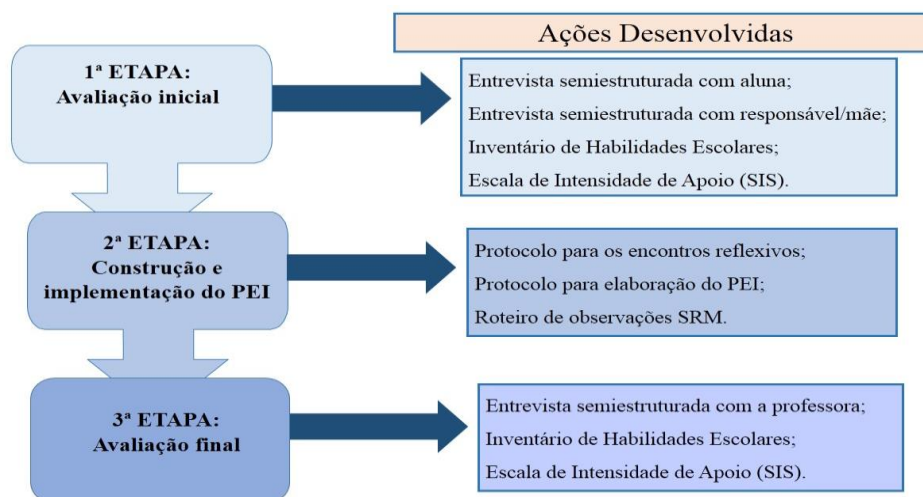 Ações Desenvolvidas
1ª ETAPA:
Avaliação inicial
Entrevista semiestruturada com aluna;
Entrevista semiestruturada com responsável/mãe;
Inventário de Habilidades Escolares;
Escala de Intensidade de Apoio (SIS).
2ª ETAPA:
Construção e
implementação do PEI
Protocolo para os encontros reflexivos;
Protocolo para elaboração do PEI;
Roteiro de observações SRM.
3ª ETAPA:
Avaliação final
Entrevista semiestruturada com a professora;
Inventário de Habilidades Escolares;
Escala de Intensidade de Apoio (SIS).